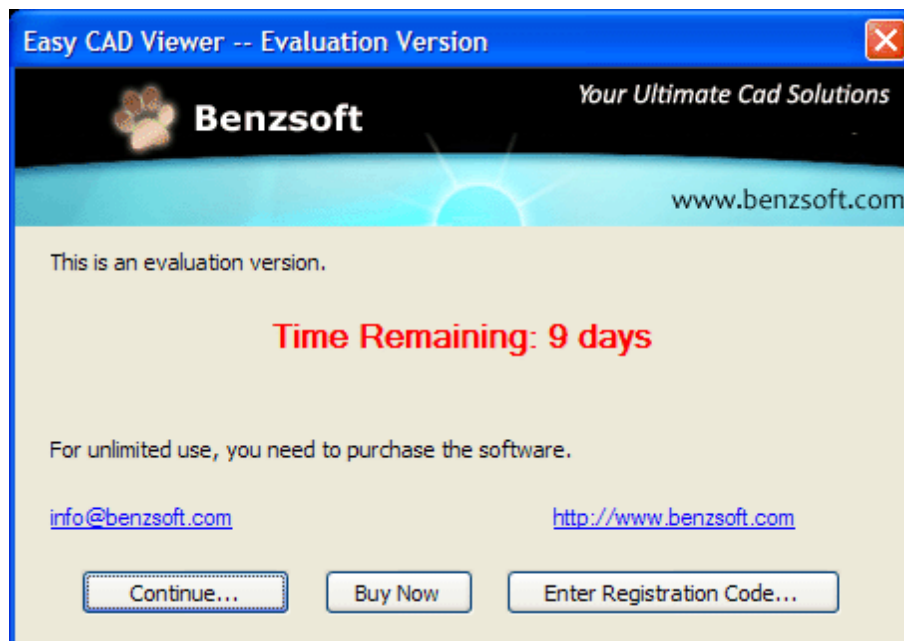 Easy CAD Viewer -- Evaluation Version
Your Ultimate Cad Solutions
Benzsoft
www.benzsoft.com
This is an evaluation version.
Time Remaining: 9 days
For unlimited use, you need to purchase the software.
info@benzsoft.com http://www.benzsoft.com
Continue... Buy Now Enter Registration Code...